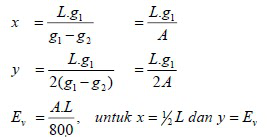 x = L.g₁ / (g₁ − g₂) = L.g₁ / A
y = L.g₁ / 2(g₁ − g₂) = L.g₁ / 2A
Eᵥ = A.L / 800, untuk x = ½ L dan y = Eᵥ